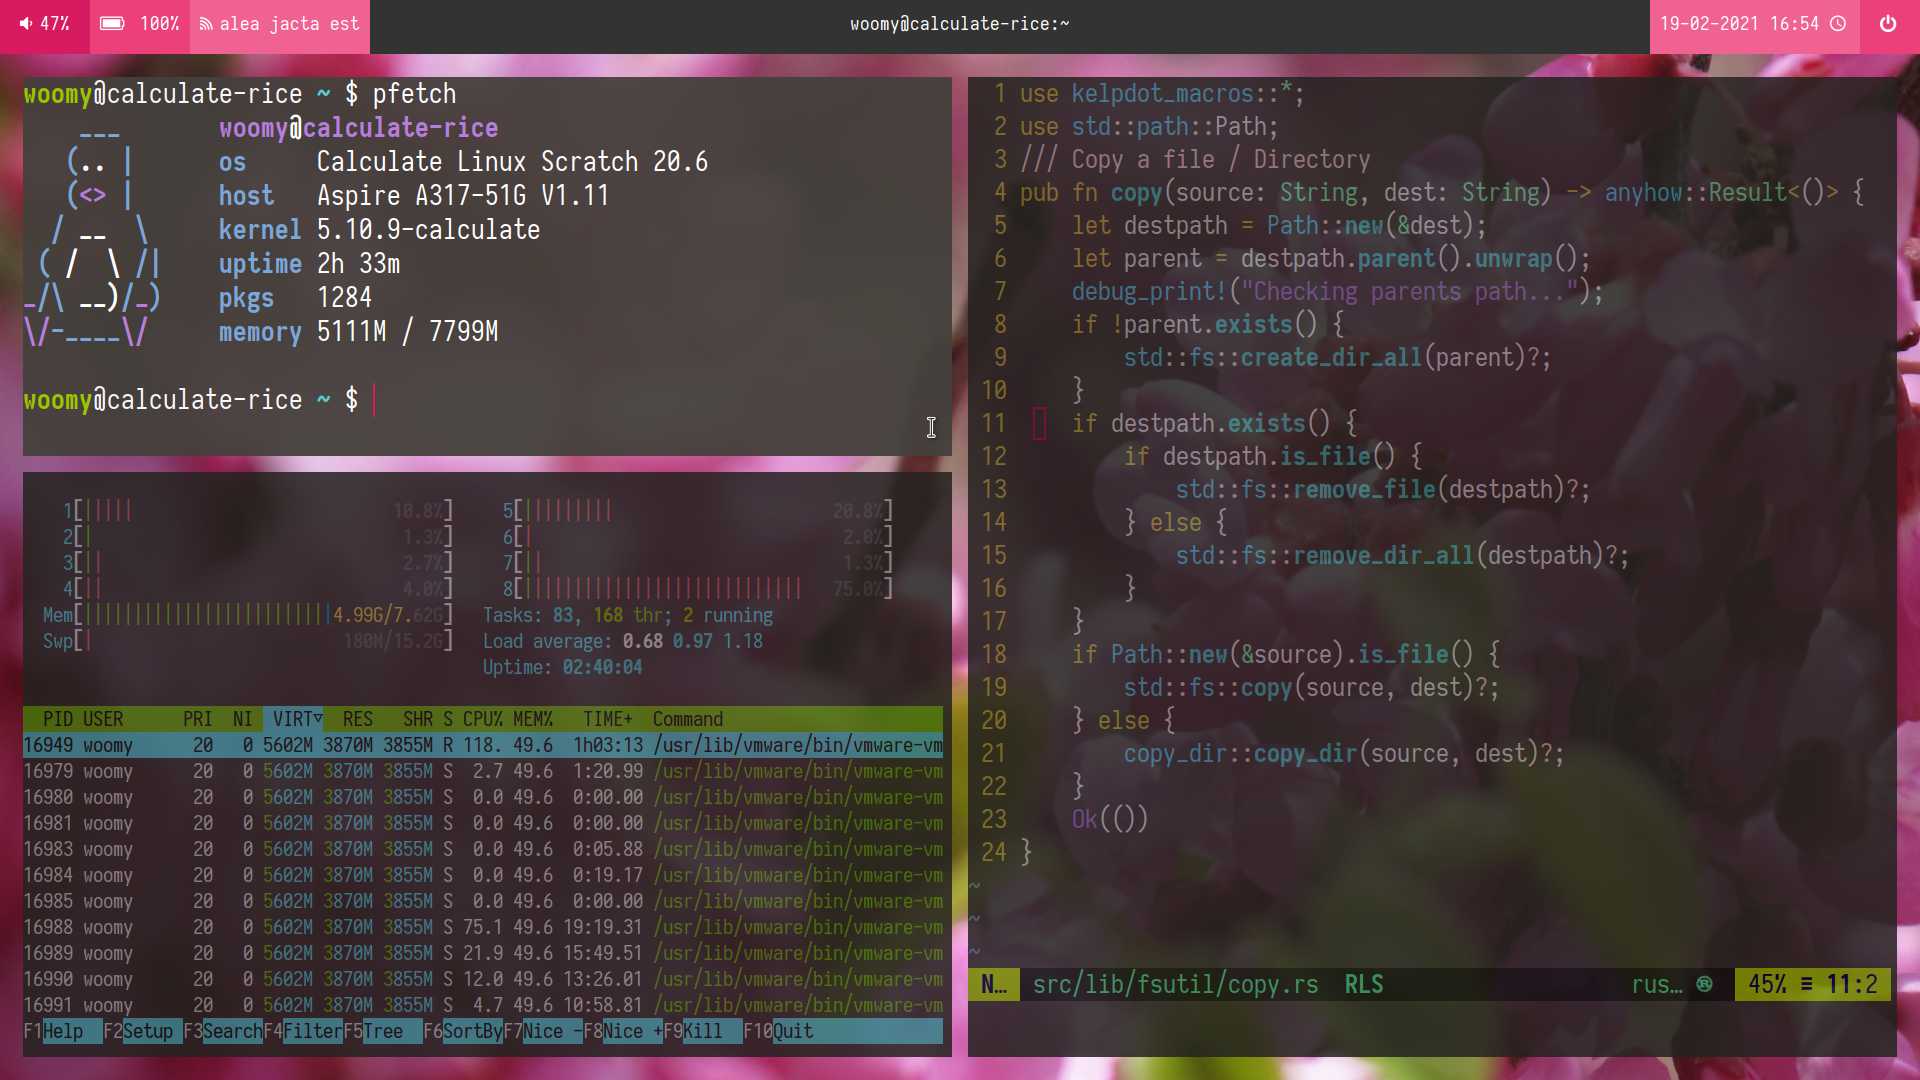 47% 100% alea jacta est woomy@calculate-rice:~ 19-02-2021 16:54
woomy@calculate-rice ~ $ pfetch
woomy@calculate-rice
os Calculate Linux Scratch 20.6
host Aspire A317-51G V1.11
kernel 5.10.9-calculate
uptime 2h 33m
pkgs 1284
memory 5111M / 7799M
woomy@calculate-rice ~ $
1[||||| 10.8%] 5[||||||||| 20.8%]
2[| 1.3%] 6[| 2.0%]
3[|| 2.7%] 7[|| 1.3%]
4[|| 4.0%] 8[|||||||||||||||||||||||||||| 75.0%]
Mem[|||||||||||||||||||||||||4.99G/7.62G] Tasks: 83, 168 thr; 2 running
Swp[| 180M/15.2G] Load average: 0.68 0.97 1.18
Uptime: 02:40:04
PID USER PRI NI VIRT▽ RES SHR S CPU% MEM% TIME+ Command
16949 woomy 20 0 5602M 3870M 3855M R 118. 49.6 1h03:13 /usr/lib/vmware/bin/vmware-vm
16979 woomy 20 0 5602M 3870M 3855M S 2.7 49.6 1:20.99 /usr/lib/vmware/bin/vmware-vm
16980 woomy 20 0 5602M 3870M 3855M S 0.0 49.6 0:00.00 /usr/lib/vmware/bin/vmware-vm
16981 woomy 20 0 5602M 3870M 3855M S 0.0 49.6 0:00.00 /usr/lib/vmware/bin/vmware-vm
16983 woomy 20 0 5602M 3870M 3855M S 0.0 49.6 0:05.88 /usr/lib/vmware/bin/vmware-vm
16984 woomy 20 0 5602M 3870M 3855M S 0.0 49.6 0:19.17 /usr/lib/vmware/bin/vmware-vm
16985 woomy 20 0 5602M 3870M 3855M S 0.0 49.6 0:00.00 /usr/lib/vmware/bin/vmware-vm
16988 woomy 20 0 5602M 3870M 3855M S 75.1 49.6 19:19.31 /usr/lib/vmware/bin/vmware-vm
16989 woomy 20 0 5602M 3870M 3855M S 21.9 49.6 15:49.51 /usr/lib/vmware/bin/vmware-vm
16990 woomy 20 0 5602M 3870M 3855M S 12.0 49.6 13:26.01 /usr/lib/vmware/bin/vmware-vm
16991 woomy 20 0 5602M 3870M 3855M S 4.7 49.6 10:58.81 /usr/lib/vmware/bin/vmware-vm
F1Help F2Setup F3SearchF4FilterF5Tree F6SortByF7Nice -F8Nice +F9Kill F10Quit
1 use kelpdot_macros::*;
2 use std::path::Path;
3 /// Copy a file / Directory
4 pub fn copy(source: String, dest: String) -> anyhow::Result<()> {
5     let destpath = Path::new(&dest);
6     let parent = destpath.parent().unwrap();
7     debug_print!("Checking parents path...");
8     if !parent.exists() {
9         std::fs::create_dir_all(parent)?;
10     }
11     if destpath.exists() {
12         if destpath.is_file() {
13             std::fs::remove_file(destpath)?;
14         } else {
15             std::fs::remove_dir_all(destpath)?;
16         }
17     }
18     if Path::new(&source).is_file() {
19         std::fs::copy(source, dest)?;
20     } else {
21         copy_dir::copy_dir(source, dest)?;
22     }
23     Ok(())
24 }
~
~
~
N… src/lib/fsutil/copy.rs RLS rus… 45% ≡ 11:2